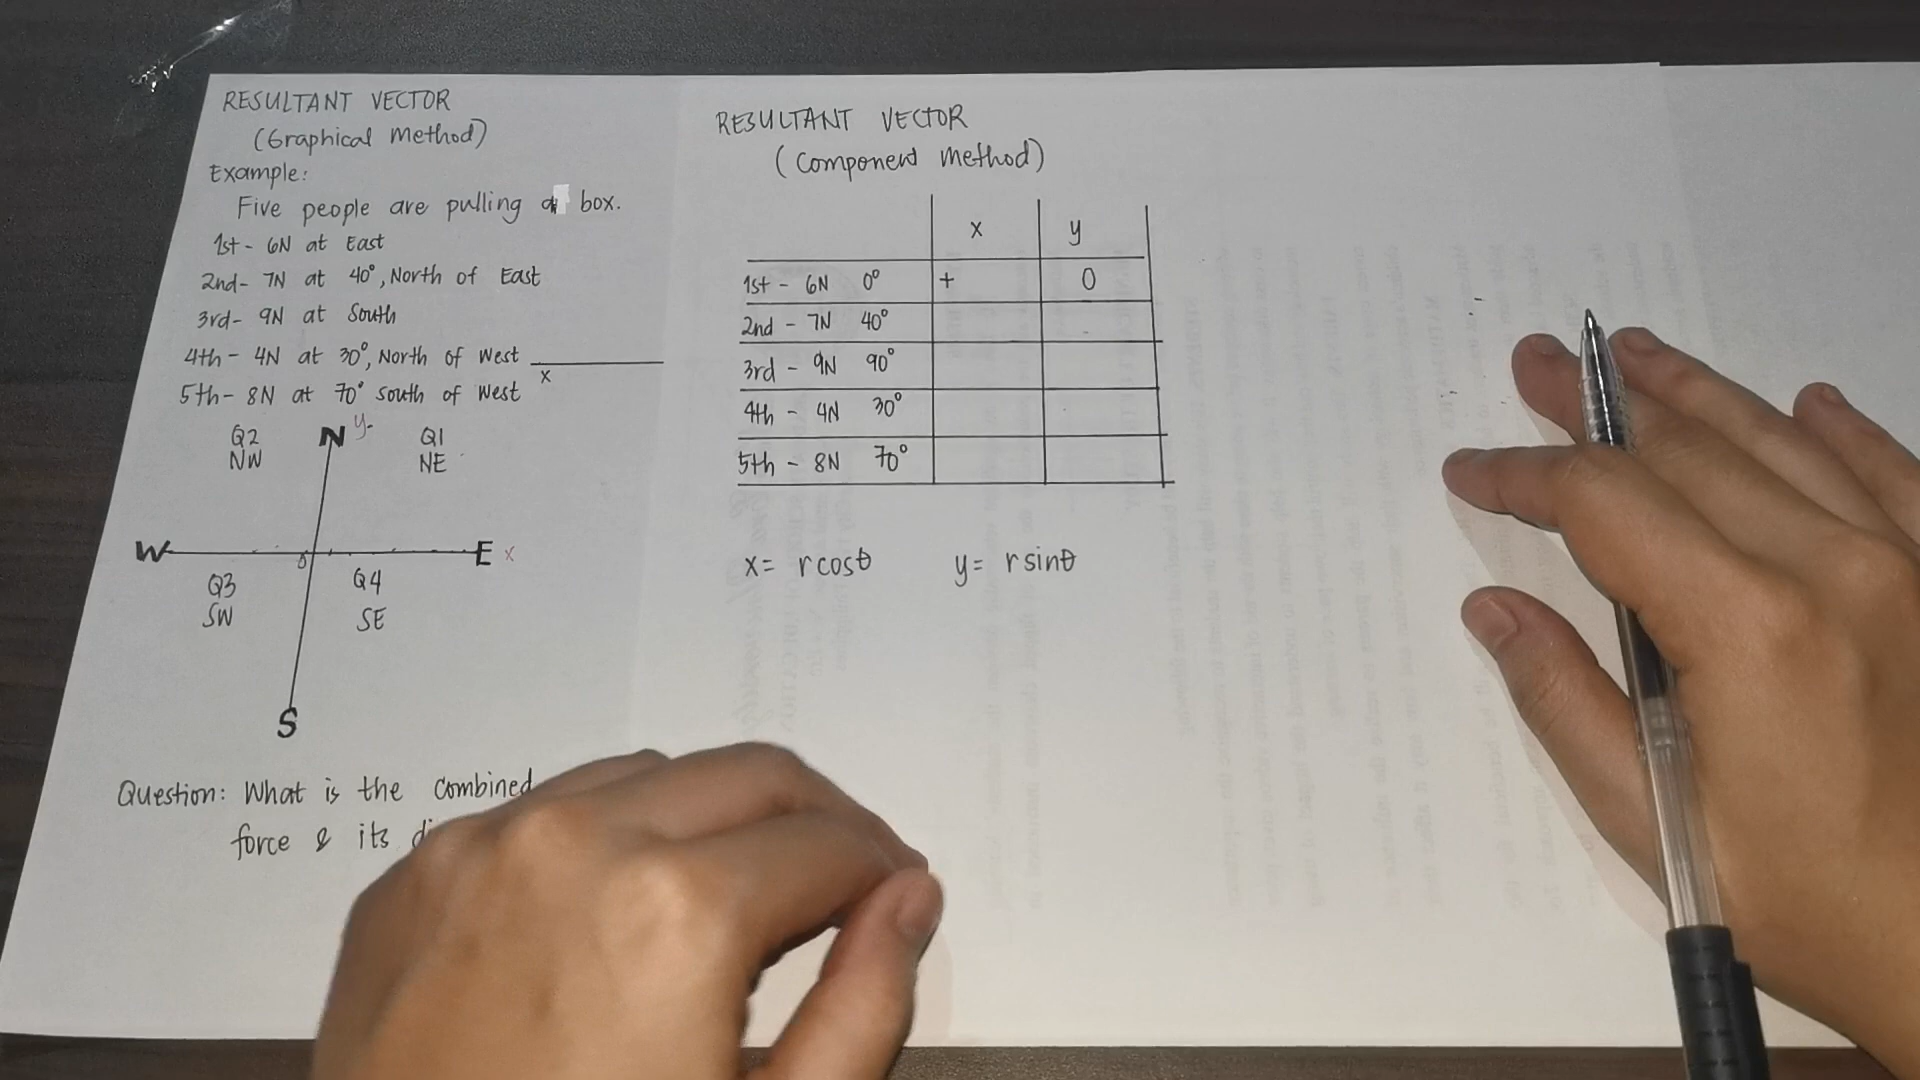 RESULTANT VECTOR
(Graphical Method)
Example:
Five people are pulling a box.
1st - 6N at East
2nd - 7N at 40°, North of East
3rd - 9N at South
4th - 4N at 30°, North of West
x
5th - 8N at 70° South of West
Q2
NW
N y
Q1
NE
W
0
E x
Q3
SW
Q4
SE
S
Question: What is the combined
force & its
RESULTANT VECTOR
(Component Method)
x y
1st - 6N 0° + 0
2nd - 7N 40°
3rd - 9N 90°
4th - 4N 30°
5th - 8N 70°
x = rcosθ y = rsinθ